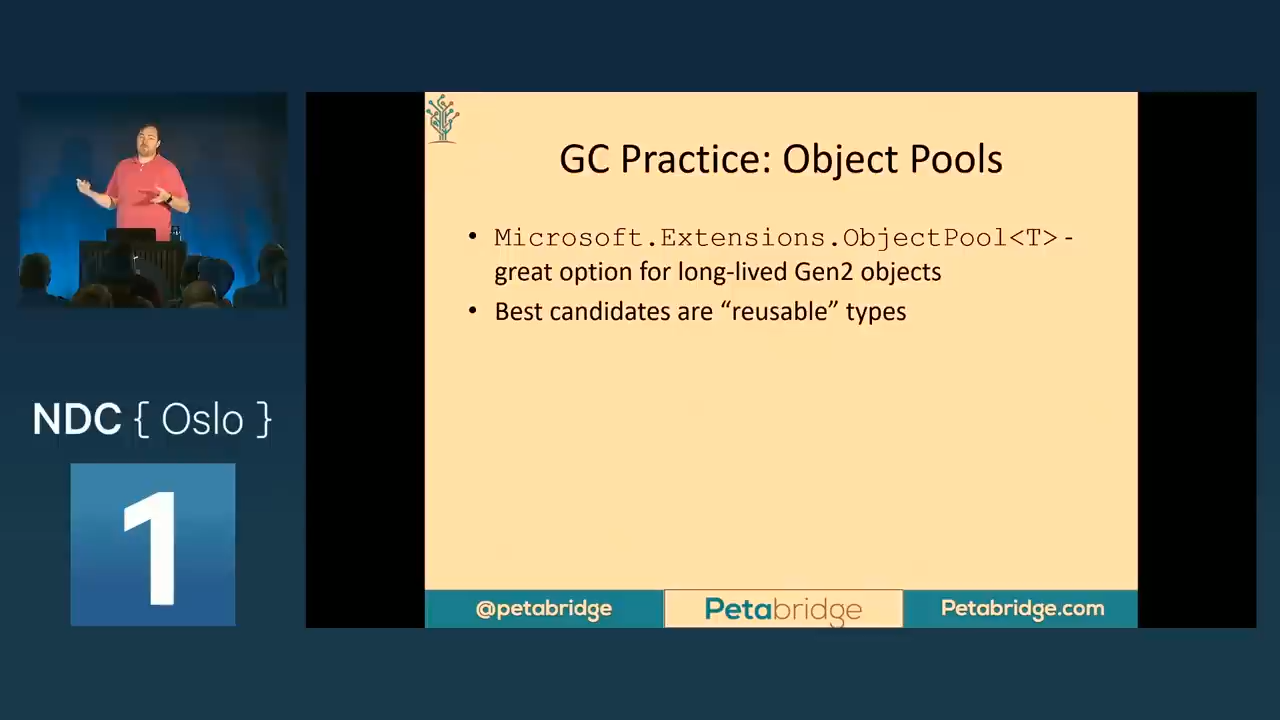 GC Practice: Object Pools
• Microsoft.Extensions.ObjectPool<T> -
great option for long-lived Gen2 objects
• Best candidates are “reusable” types
NDC { Oslo }
1
@petabridge
Petabridge
Petabridge.com